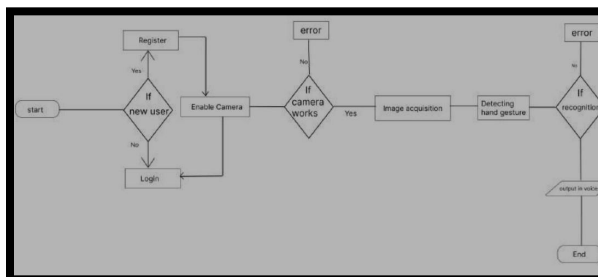 error
error
Register
No
No
Yes
If
new user
start
Enable Camera
If
camera
works
Yes
Image acquisition
Detecting
hand gesture
If
recognition
No
Login
output in voice
End